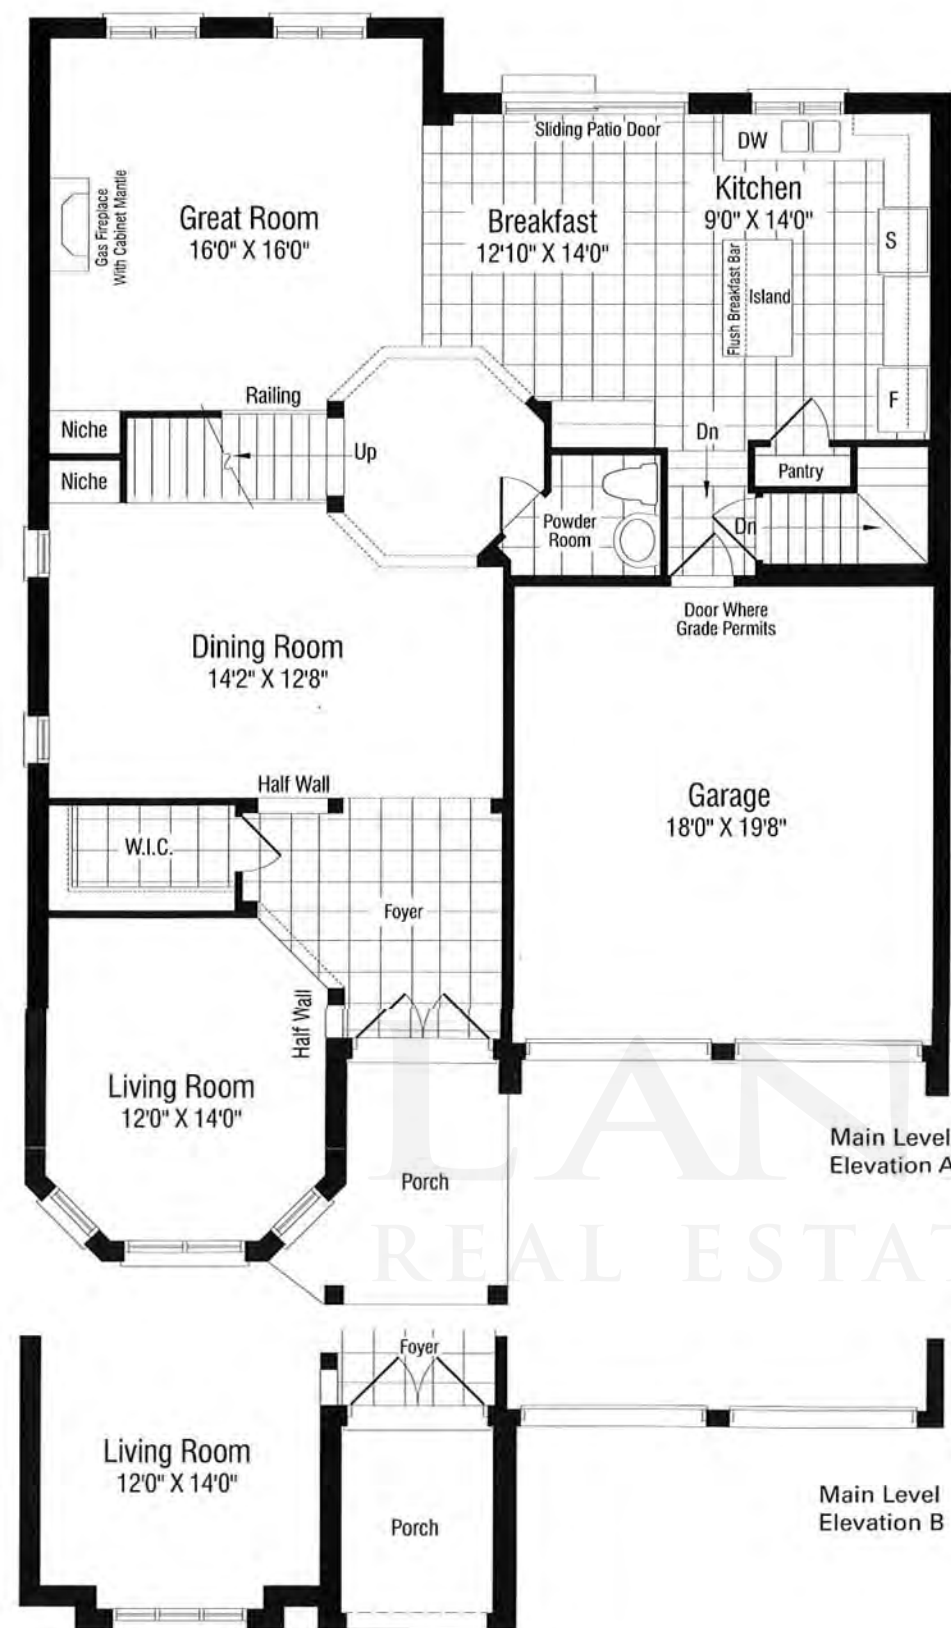 Sliding Patio Door
DW
Kitchen
9'0" X 14'0"
Great Room
16'0" X 16'0"
Gas Fireplace
With Cabinet Mantle
Breakfast
12'10" X 14'0"
S
Flush Breakfast Bar
Island
F
Railing
Niche
Up
Dn
Niche
Pantry
Powder
Room
Dn
Door Where
Grade Permits
Dining Room
14'2" X 12'8"
Half Wall
Garage
18'0" X 19'8"
W.I.C.
Foyer
Half Wall
Living Room
12'0" X 14'0"
LAN
Main Level
Elevation A
Porch
REAL ESTAT
Foyer
Living Room
12'0" X 14'0"
Main Level
Elevation B
Porch